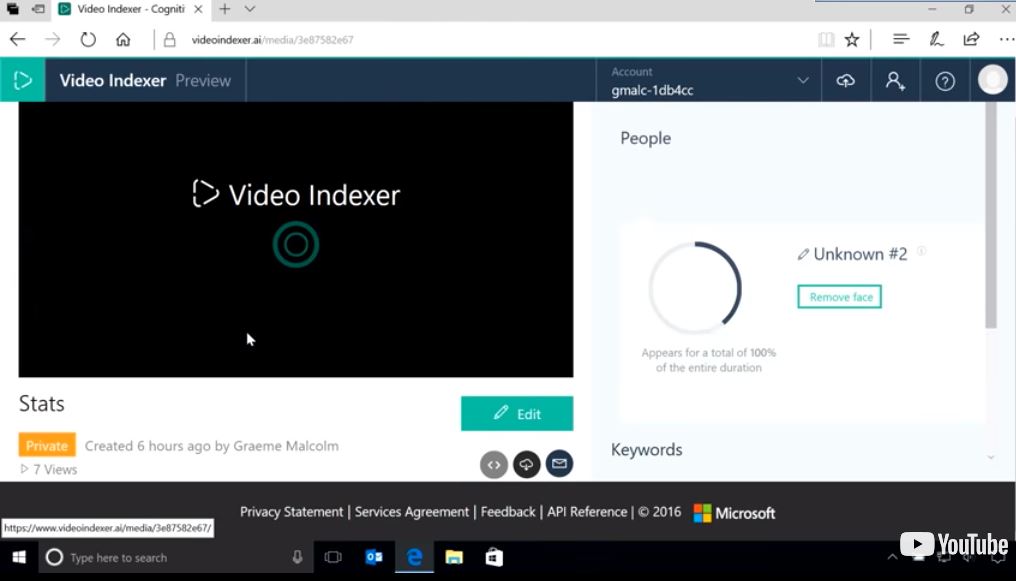 Video Indexer - Cogniti
videoindexer.ai/media/3e87582e67
Video Indexer Preview
Account
gmalc-1db4cc
Video Indexer
People
Unknown #2
Remove face
Appears for a total of 100%
of the entire duration
Stats
Edit
Private Created 6 hours ago by Graeme Malcolm
7 Views
Keywords
Privacy Statement | Services Agreement | Feedback | API Reference | © 2016 Microsoft
https://www.videoindexer.ai/media/3e87582e67/
Type here to search
YouTube